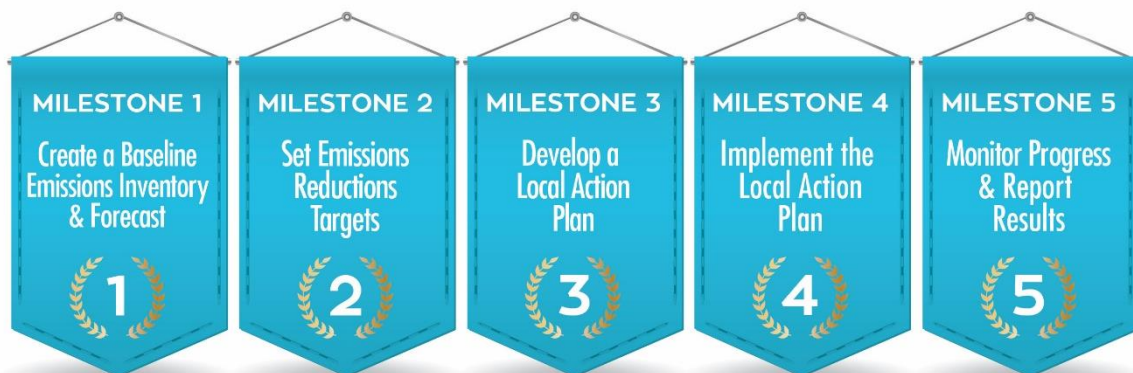 MILESTONE 1
Create a Baseline
Emissions Inventory
& Forecast
1
MILESTONE 2
Set Emissions
Reductions
Targets
2
MILESTONE 3
Develop a
Local Action
Plan
3
MILESTONE 4
Implement the
Local Action
Plan
4
MILESTONE 5
Monitor Progress
& Report
Results
5